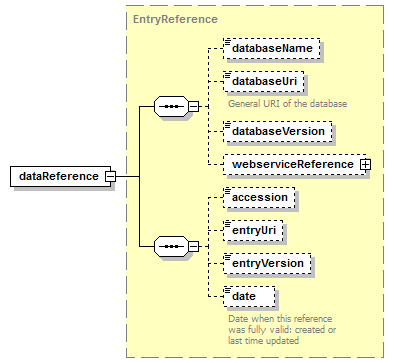 EntryReference
databaseName
databaseUri
General URI of the database
databaseVersion
webserviceReference
dataReference
accession
entryUri
entryVersion
date
Date when this reference
was fully valid: created or
last time updated